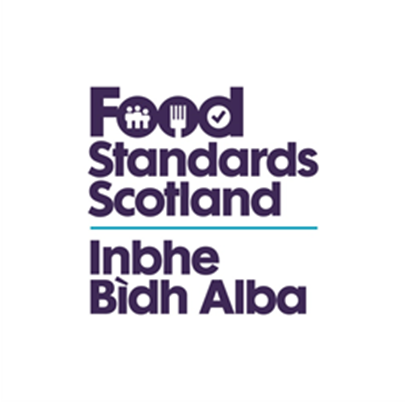 Food
Standards
Scotland
Inbhe
Bìdh Alba